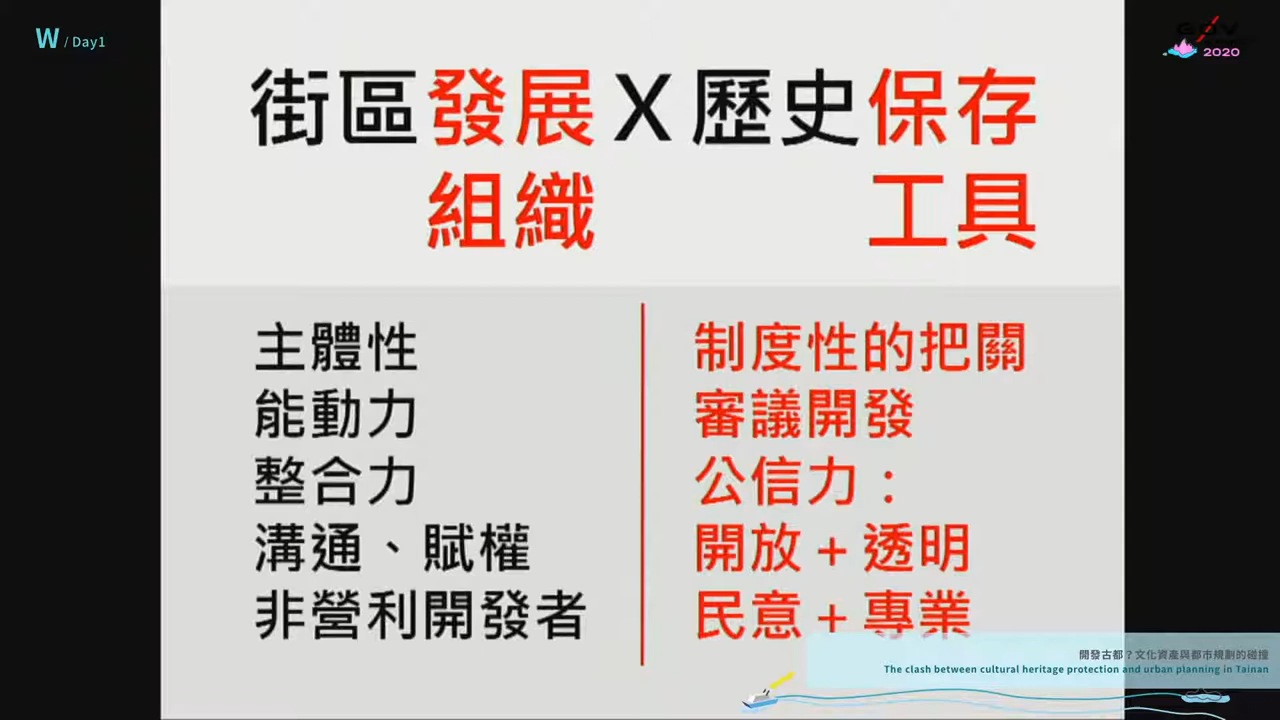 W / Day1
G0V
2020
街區發展 X 歷史保存
組織 工具
主體性
能動力
整合力
溝通、賦權
非營利開發者
制度性的把關
審議開發
公信力：
開放＋透明
民意＋專業
開發古都？文化資產與都市規劃的碰撞
The clash between cultural heritage protection and urban planning in Tainan